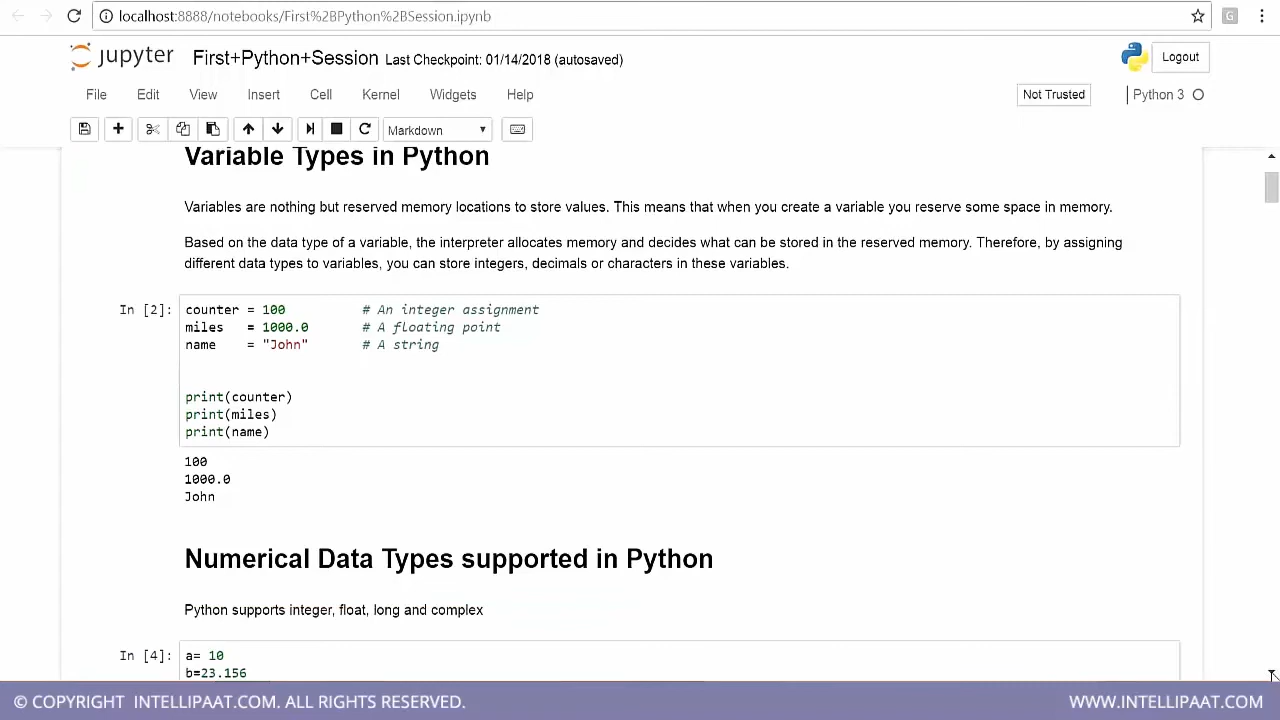 localhost:8888/notebooks/First%2BPython%2BSession.ipynb
G
jupyter First+Python+Session Last Checkpoint: 01/14/2018 (autosaved)
Logout
File Edit View Insert Cell Kernel Widgets Help
Not Trusted
Python 3
Markdown
Variable Types in Python
Variables are nothing but reserved memory locations to store values. This means that when you create a variable you reserve some space in memory.
Based on the data type of a variable, the interpreter allocates memory and decides what can be stored in the reserved memory. Therefore, by assigning
different data types to variables, you can store integers, decimals or characters in these variables.
In [2]: counter = 100 # An integer assignment
miles = 1000.0 # A floating point
name = "John" # A string
print(counter)
print(miles)
print(name)
100
1000.0
John
Numerical Data Types supported in Python
Python supports integer, float, long and complex
In [4]: a= 10
b=23.156
© COPYRIGHT INTELLIPAAT.COM. ALL RIGHTS RESERVED.
WWW.INTELLIPAAT.COM